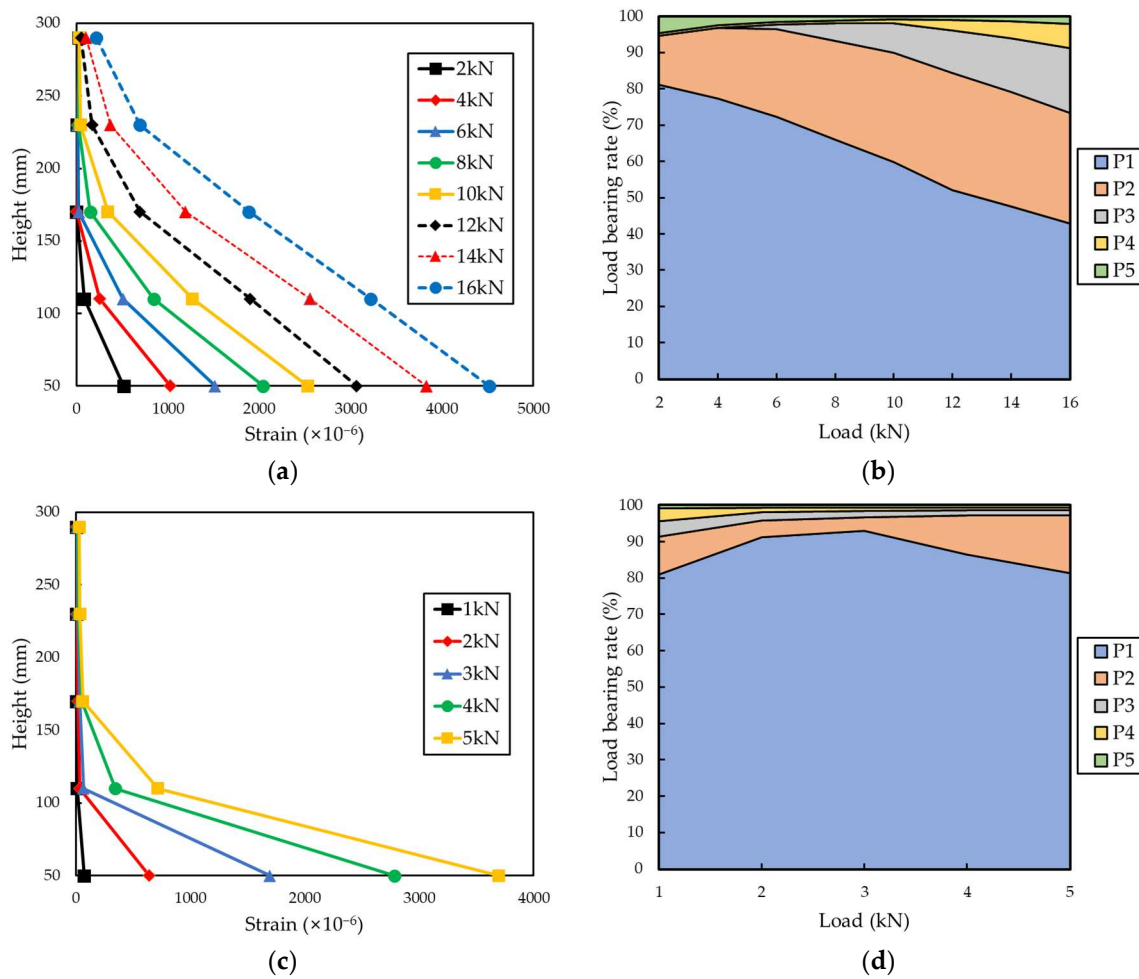 300
250
200
150
100
50
Height (mm)
0
1000
2000
3000
4000
5000
Strain (×10⁻⁶)
2kN
4kN
6kN
8kN
10kN
12kN
14kN
16kN
(a)
100
90
80
70
60
50
40
30
20
10
0
Load bearing rate (%)
2
4
6
8
10
12
14
16
Load (kN)
P1
P2
P3
P4
P5
(b)
300
250
200
150
100
50
Height (mm)
0
1000
2000
3000
4000
Strain (×10⁻⁶)
1kN
2kN
3kN
4kN
5kN
(c)
100
90
80
70
60
50
40
30
20
10
0
Load bearing rate (%)
1
2
3
4
5
Load (kN)
P1
P2
P3
P4
P5
(d)